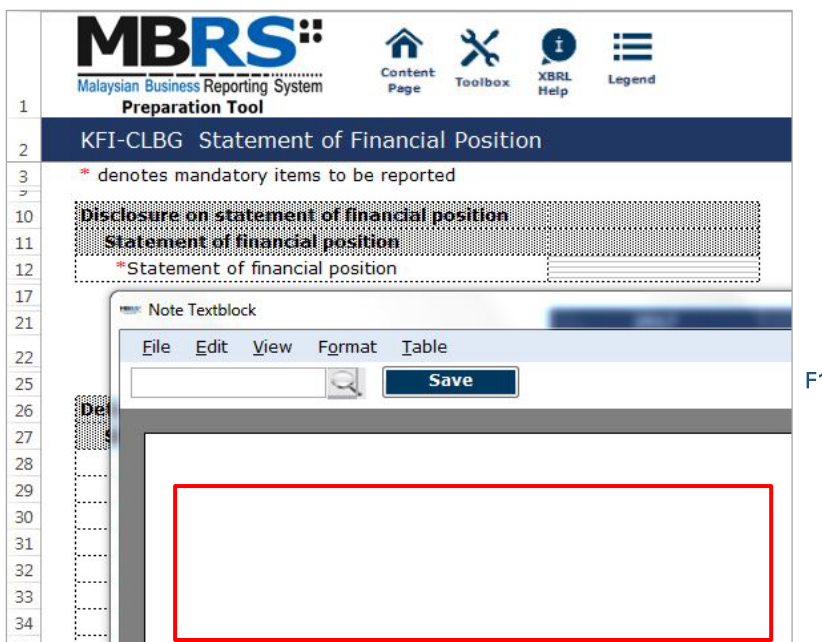 MBRS
Malaysian Business Reporting System
Preparation Tool
Content Page
Toolbox
XBRL Help
Legend
1
2 KFI-CLBG Statement of Financial Position
3 * denotes mandatory items to be reported
10 Disclosure on statement of financial position
11 Statement of financial position
12 *Statement of financial position
17
Note Textblock
21
File Edit View Format Table
22
25 Save
F1
26 Det
27 S
28
29
30
31
32
33
34